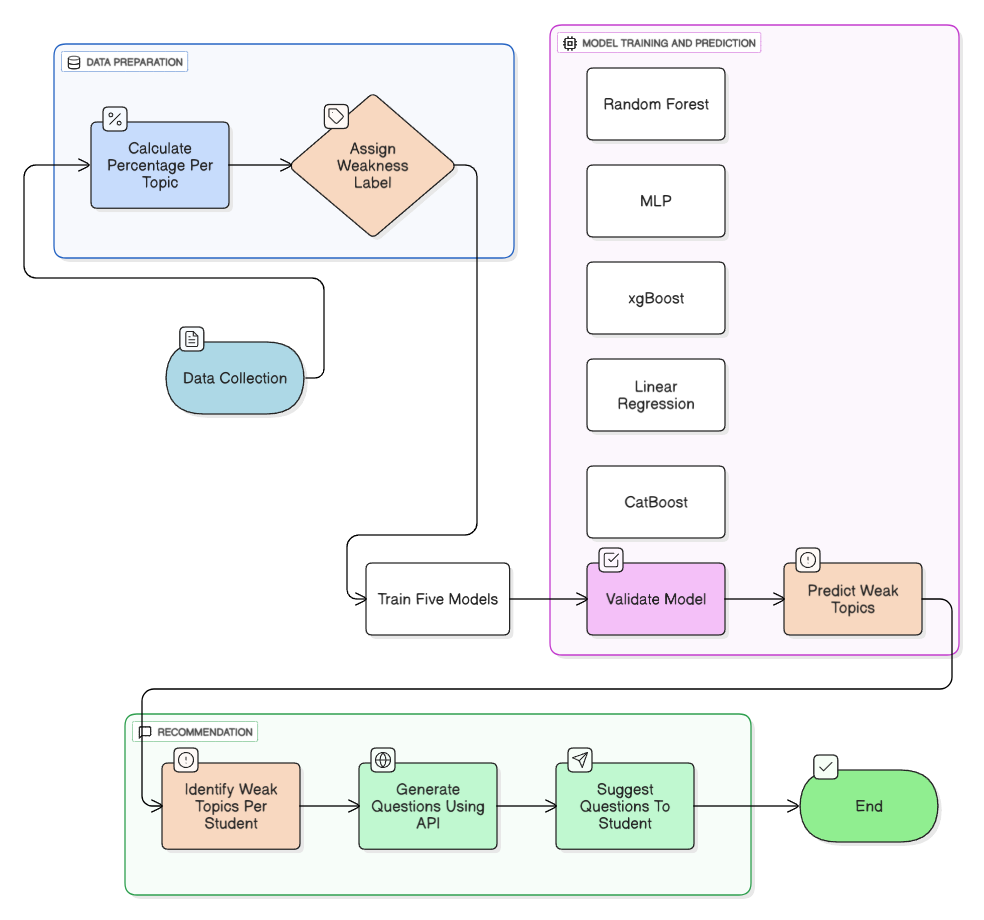 DATA PREPARATION
Calculate
Percentage Per
Topic
Assign
Weakness
Label
Data Collection
MODEL TRAINING AND PREDICTION
Random Forest
MLP
xgBoost
Linear
Regression
CatBoost
Train Five Models
Validate Model
Predict Weak
Topics
RECOMMENDATION
Identify Weak
Topics Per
Student
Generate
Questions Using
API
Suggest
Questions To
Student
End